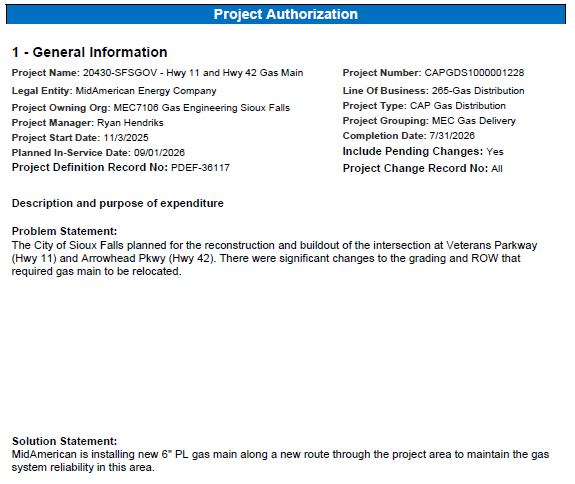 Project Authorization
1 - General Information
Project Name: 20430-SFSGOV - Hwy 11 and Hwy 42 Gas Main
Project Number: CAPGDS1000001228
Legal Entity: MidAmerican Energy Company
Line Of Business: 265-Gas Distribution
Project Owning Org: MEC7106 Gas Engineering Sioux Falls
Project Type: CAP Gas Distribution
Project Manager: Ryan Hendriks
Project Grouping: MEC Gas Delivery
Project Start Date: 11/3/2025
Completion Date: 7/31/2026
Planned In-Service Date: 09/01/2026
Include Pending Changes: Yes
Project Definition Record No: PDEF-36117
Project Change Record No: All
Description and purpose of expenditure
Problem Statement:
The City of Sioux Falls planned for the reconstruction and buildout of the intersection at Veterans Parkway
(Hwy 11) and Arrowhead Pkwy (Hwy 42). There were significant changes to the grading and ROW that
required gas main to be relocated.
Solution Statement:
MidAmerican is installing new 6" PL gas main along a new route through the project area to maintain the gas
system reliability in this area.